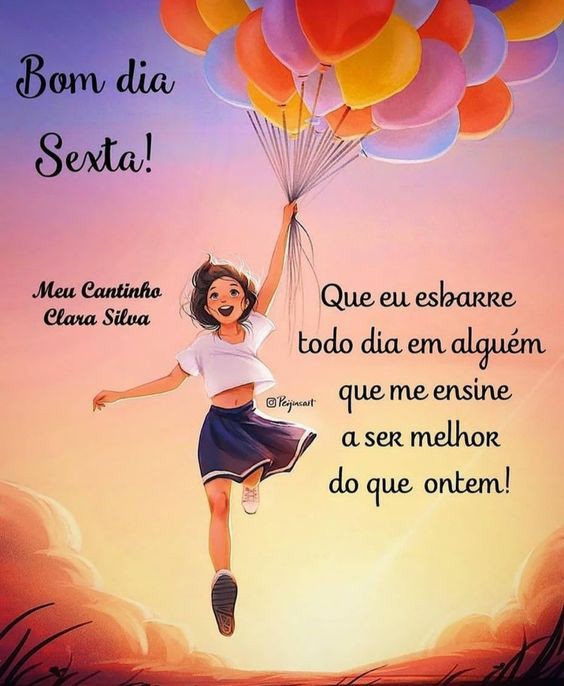 Bom dia
Sexta!
Meu Cantinho
Clara Silva
Que eu esbarre
todo dia em alguém
que me ensine
a ser melhor
do que ontem!
Peijinsart